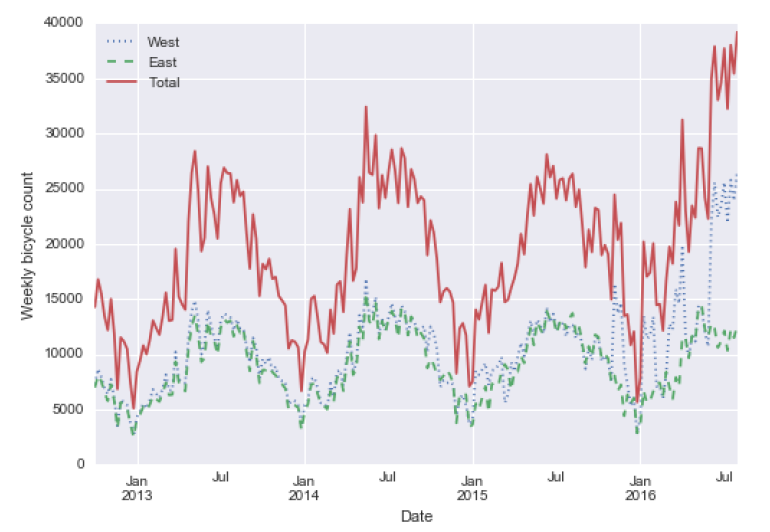 40000
35000
30000
25000
20000
15000
10000
5000
0
Weekly bicycle count
West
East
Total
Jan
2013
Jul
Jan
2014
Jul
Jan
2015
Jul
Jan
2016
Jul
Date